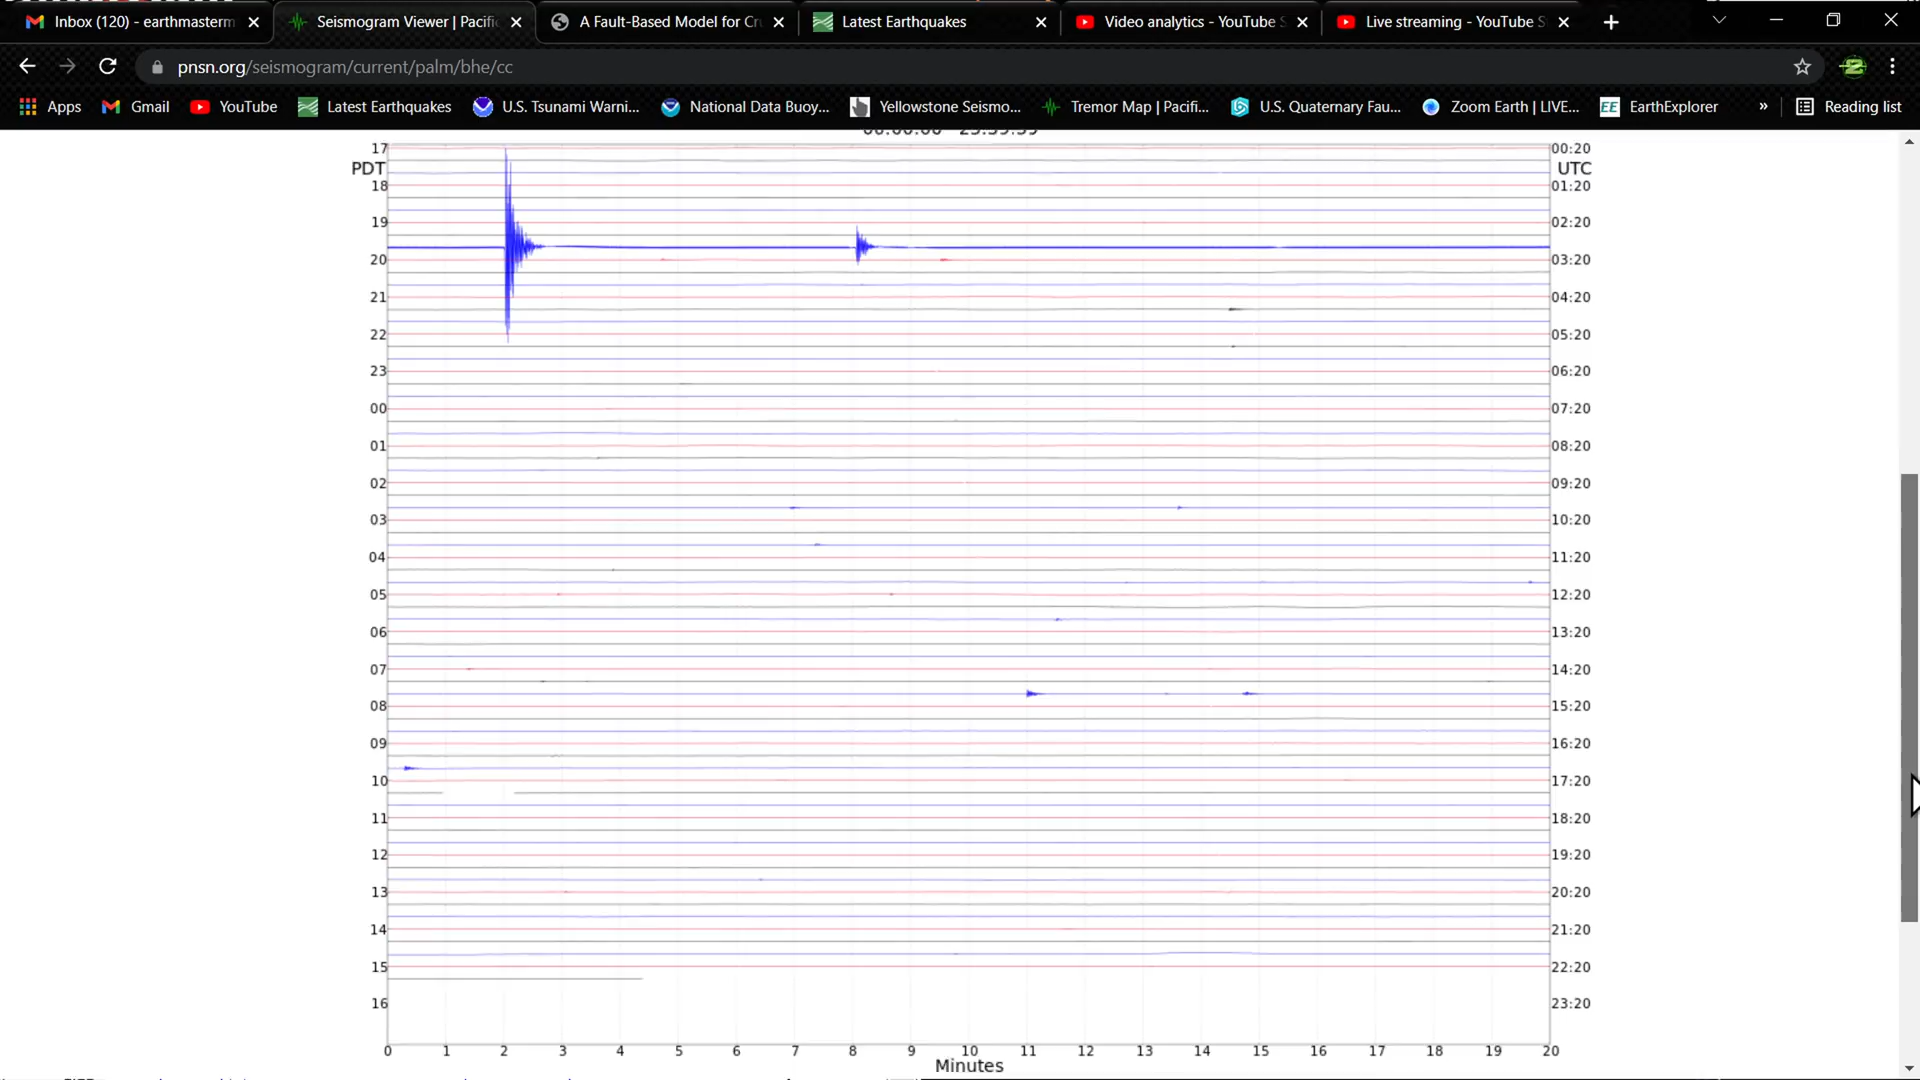 Inbox (120) - earthmasterm
Seismogram Viewer | Pacific
A Fault-Based Model for Cr
Latest Earthquakes
Video analytics - YouTube S
Live streaming - YouTube S
pnsn.org/seismogram/current/palm/bhe/cc
Apps Gmail YouTube Latest Earthquakes U.S. Tsunami Warni... National Data Buoy... Yellowstone Seismo... Tremor Map | Pacifi... U.S. Quaternary Fau... Zoom Earth | LIVE... EarthExplorer » Reading list
17 00:20
PDT UTC
18 01:20
19 02:20
20 03:20
21 04:20
22 05:20
23 06:20
00 07:20
01 08:20
02 09:20
03 10:20
04 11:20
05 12:20
06 13:20
07 14:20
08 15:20
09 16:20
10 17:20
11 18:20
12 19:20
13 20:20
14 21:20
15 22:20
16 23:20
0 1 2 3 4 5 6 7 8 9 10 11 12 13 14 15 16 17 18 19 20
Minutes